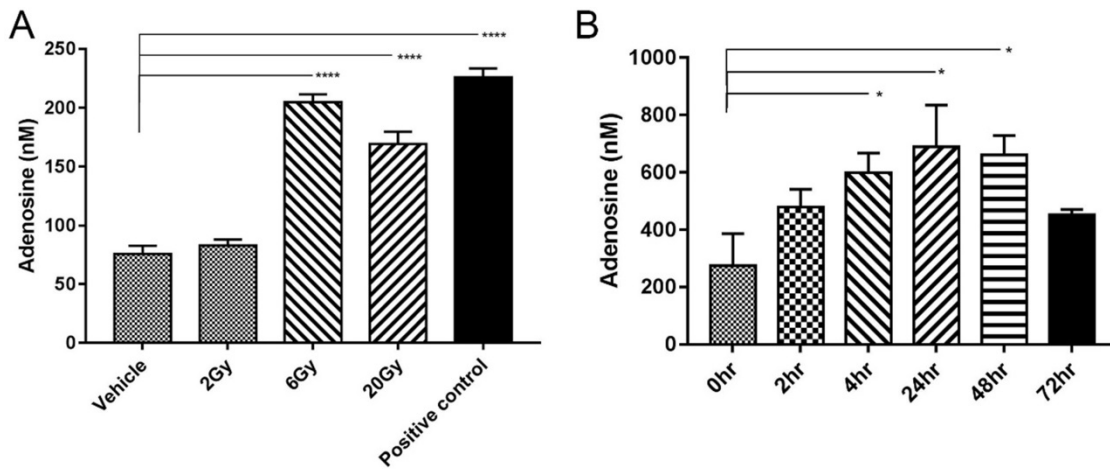 A
Adenosine (nM)
250
200
150
100
50
0
****
****
****
Vehicle
2Gy
6Gy
20Gy
Positive control
B
Adenosine (nM)
1000
800
600
400
200
0
*
*
*
0hr
2hr
4hr
24hr
48hr
72hr